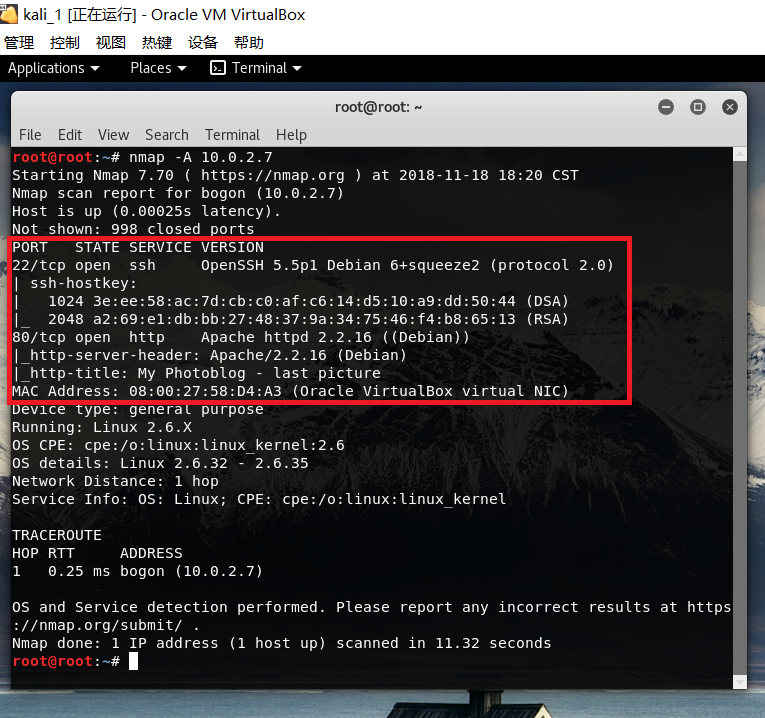 kali_1 [正在运行] - Oracle VM VirtualBox
管理 控制 视图 热键 设备 帮助
Applications Places Terminal
root@root: ~
File Edit View Search Terminal Help
root@root:~# nmap -A 10.0.2.7
Starting Nmap 7.70 ( https://nmap.org ) at 2018-11-18 18:20 CST
Nmap scan report for bogon (10.0.2.7)
Host is up (0.00025s latency).
Not shown: 998 closed ports
PORT   STATE SERVICE VERSION
22/tcp open  ssh     OpenSSH 5.5p1 Debian 6+squeeze2 (protocol 2.0)
| ssh-hostkey:
|   1024 3e:ee:58:ac:7d:cb:c0:af:c6:14:d5:10:a9:dd:50:44 (DSA)
|_  2048 a2:69:e1:db:bb:27:48:37:9a:34:75:46:f4:b8:65:13 (RSA)
80/tcp open  http    Apache httpd 2.2.16 ((Debian))
|_http-server-header: Apache/2.2.16 (Debian)
|_http-title: My Photoblog - last picture
MAC Address: 08:00:27:58:D4:A3 (Oracle VirtualBox virtual NIC)
Device type: general purpose
Running: Linux 2.6.X
OS CPE: cpe:/o:linux:linux_kernel:2.6
OS details: Linux 2.6.32 - 2.6.35
Network Distance: 1 hop
Service Info: OS: Linux; CPE: cpe:/o:linux:linux_kernel
TRACEROUTE
HOP RTT     ADDRESS
1   0.25 ms bogon (10.0.2.7)
OS and Service detection performed. Please report any incorrect results at https
://nmap.org/submit/ .
Nmap done: 1 IP address (1 host up) scanned in 11.32 seconds
root@root:~#